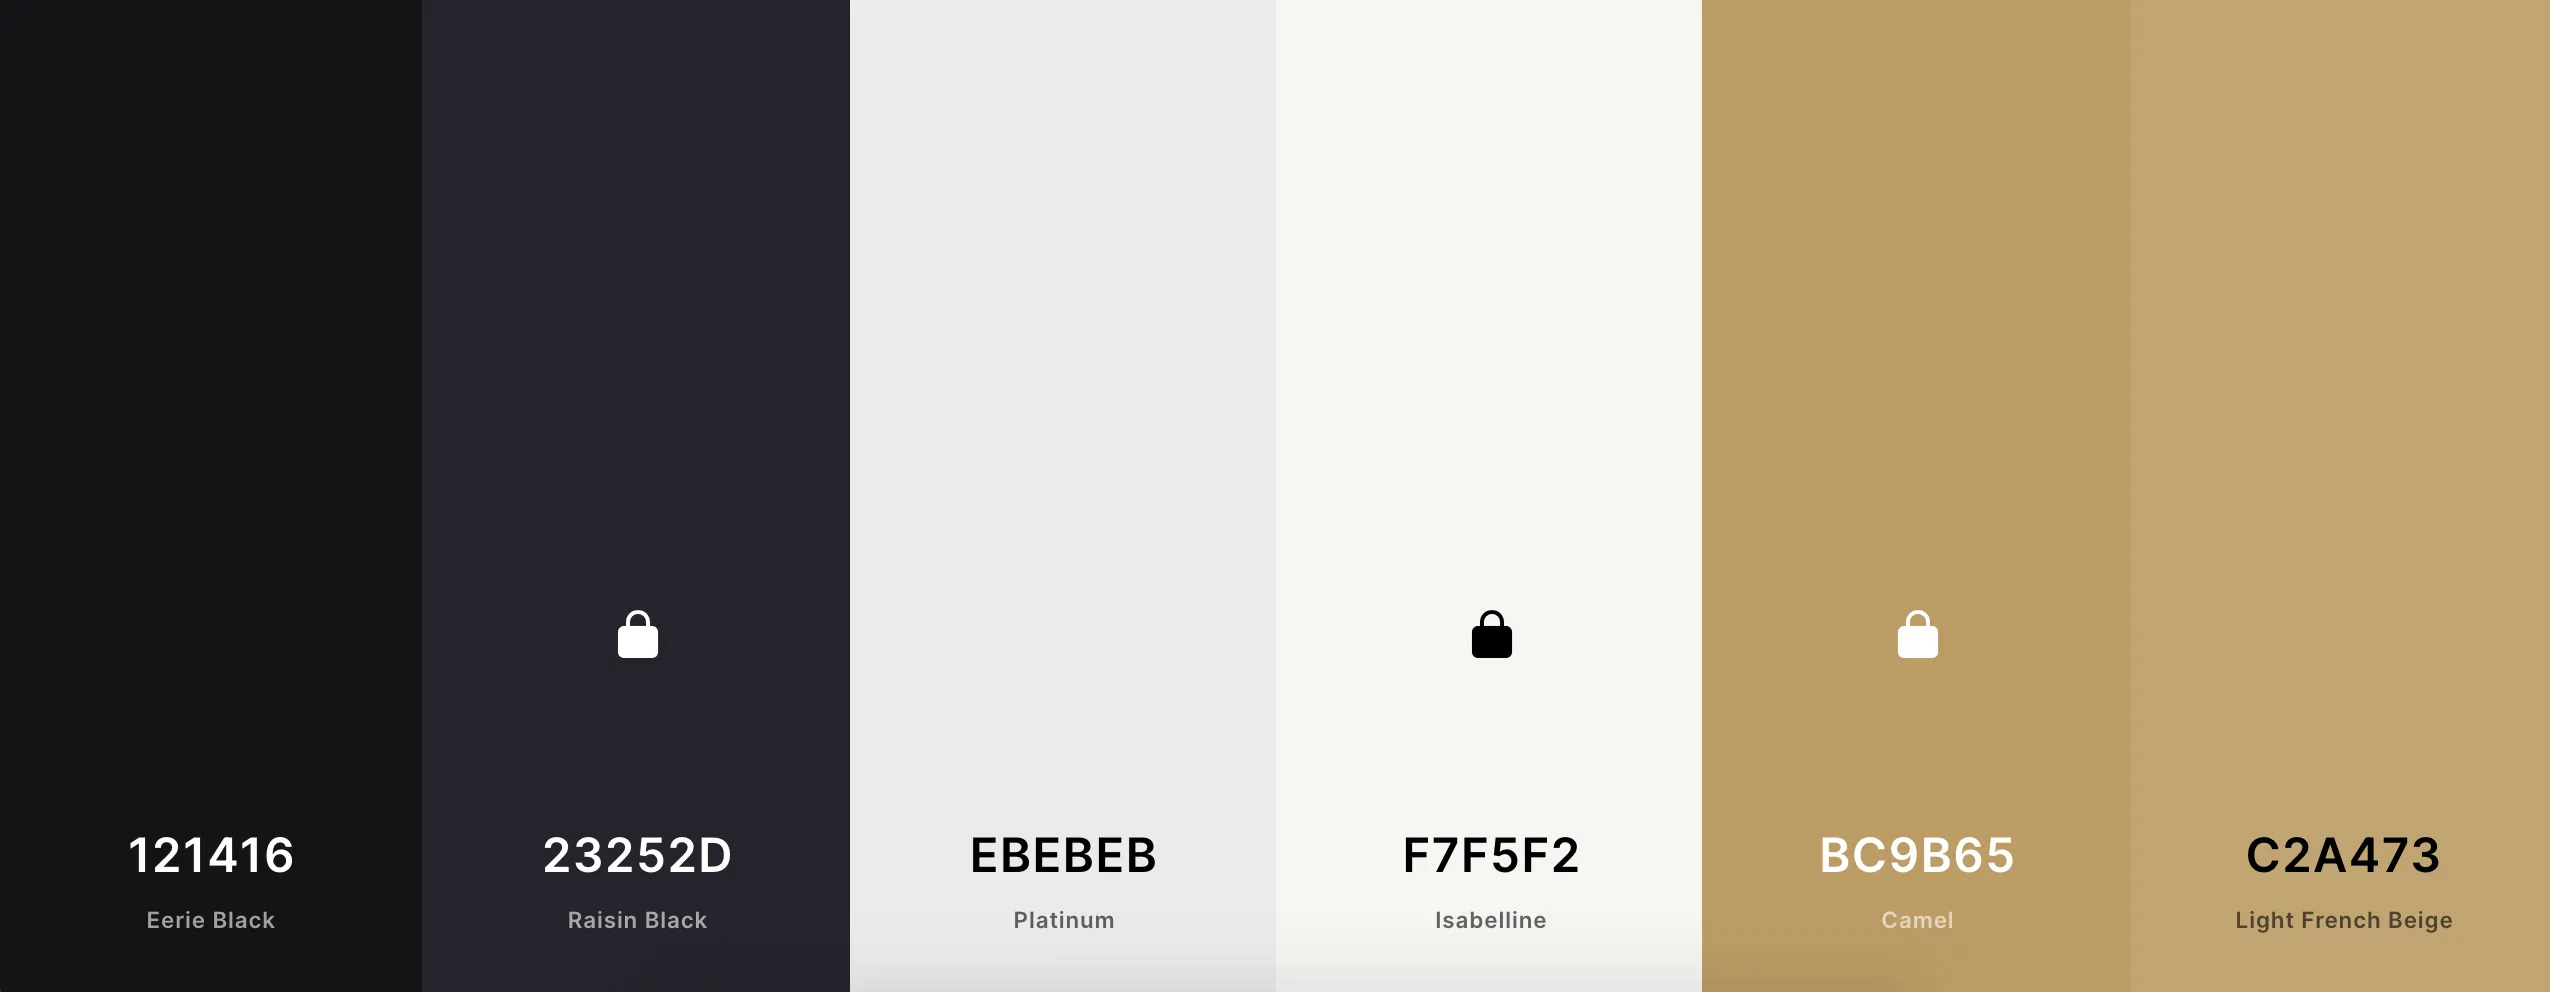 121416
Eerie Black
23252D
Raisin Black
EBEBEB
Platinum
F7F5F2
Isabelline
BC9B65
Camel
C2A473
Light French Beige